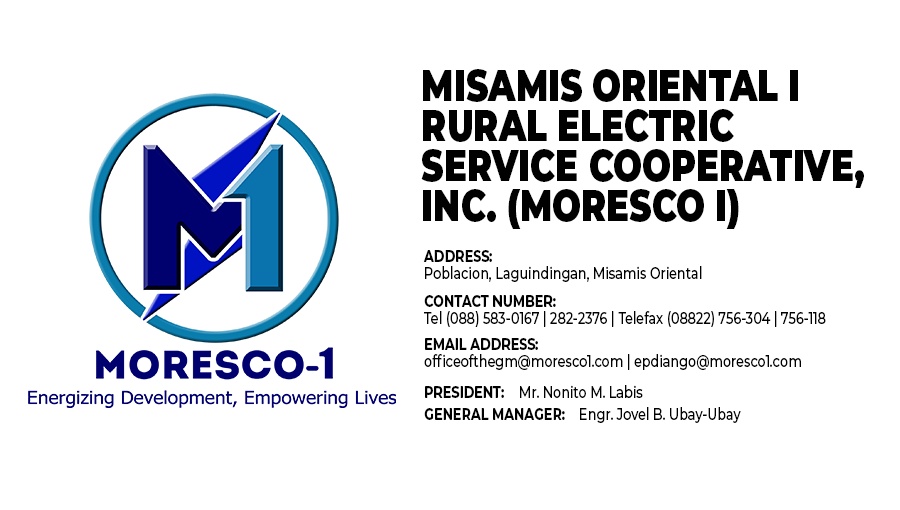 M1
MORESCO-1
Energizing Development, Empowering Lives
MISAMIS ORIENTAL I
RURAL ELECTRIC
SERVICE COOPERATIVE,
INC. (MORESCO I)
ADDRESS:
Poblacion, Laguindingan, Misamis Oriental
CONTACT NUMBER:
Tel (088) 583-0167 | 282-2376 | Telefax (08822) 756-304 | 756-118
EMAIL ADDRESS:
officeofthegm@moresco1.com | epdiango@moresco1.com
PRESIDENT: Mr. Nonito M. Labis
GENERAL MANAGER: Engr. Jovel B. Ubay-Ubay